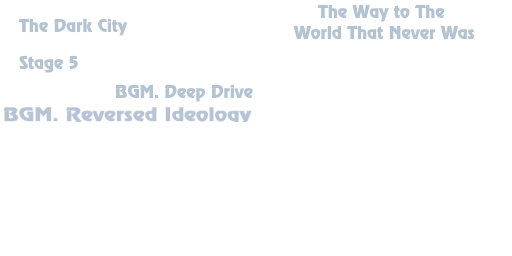 The Dark City
The Way to The
World That Never Was
Stage 5
BGM. Deep Drive
BGM. Reversed Ideology